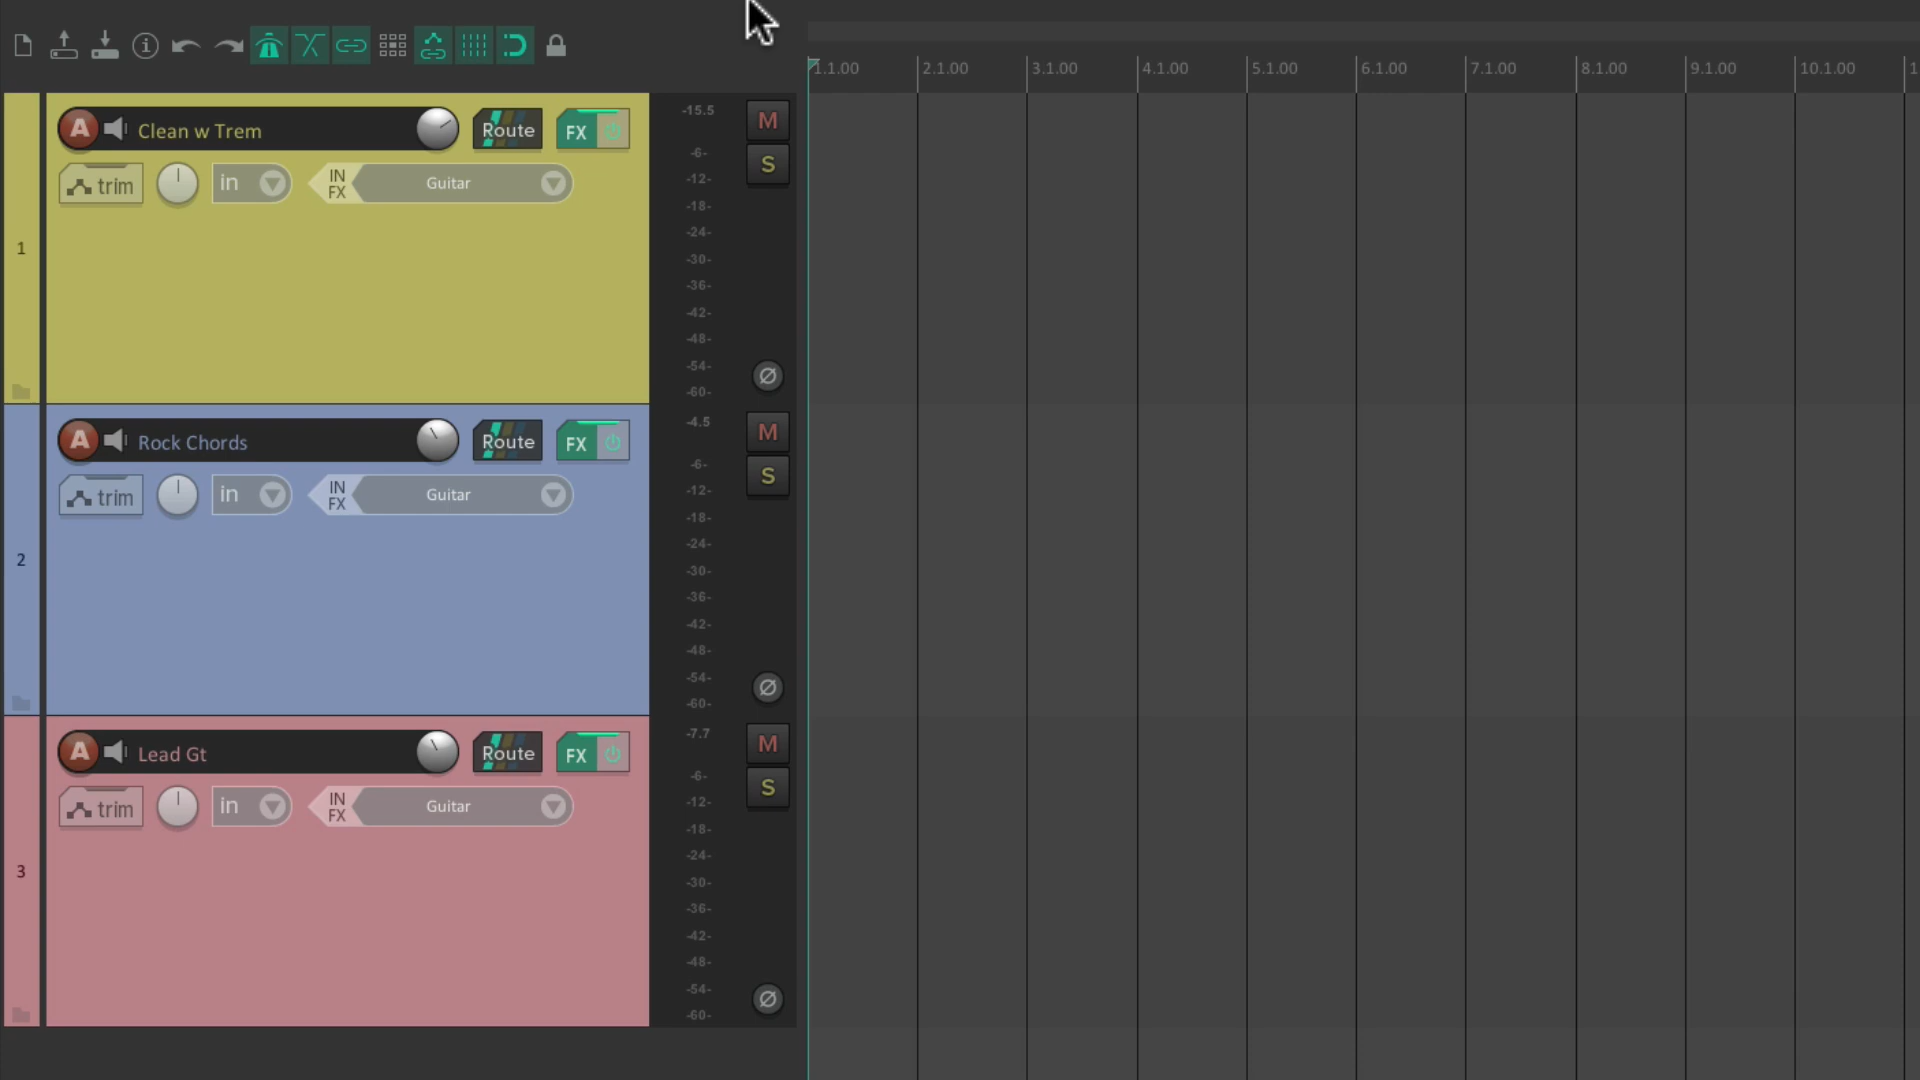 1.1.00 2.1.00 3.1.00 4.1.00 5.1.00 6.1.00 7.1.00 8.1.00 9.1.00 10.1.00 1
1
A Clean w Trem Route FX
trim in IN FX Guitar
-15.5
-6-
-12-
-18-
-24-
-30-
-36-
-42-
-48-
-54-
-60-
M
S
Ø
2
A Rock Chords Route FX
trim in IN FX Guitar
-4.5
-6-
-12-
-18-
-24-
-30-
-36-
-42-
-48-
-54-
-60-
M
S
Ø
3
A Lead Gt Route FX
trim in IN FX Guitar
-7.7
-6-
-12-
-18-
-24-
-30-
-36-
-42-
-48-
-54-
-60-
M
S
Ø